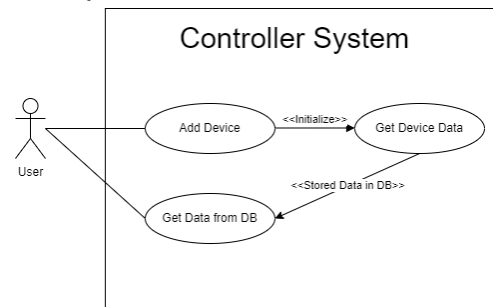 Controller System
<<Initialize>>
Add Device
Get Device Data
User
<<Stored Data in DB>>
Get Data from DB